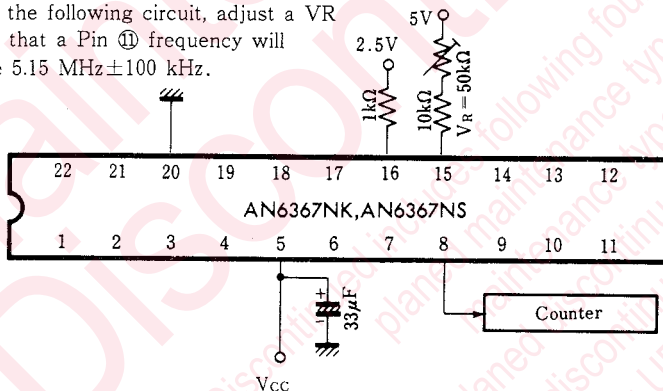 the following circuit, adjust a VR
that a Pin ⑪ frequency will
5.15 MHz±100 kHz.
5V
2.5V
1kΩ
10kΩ
VR=50kΩ
22 21 20 19 18 17 16 15 14 13 12
AN6367NK,AN6367NS
1 2 3 4 5 6 7 8 9 10 11
+
-
33μF
Counter
Vcc